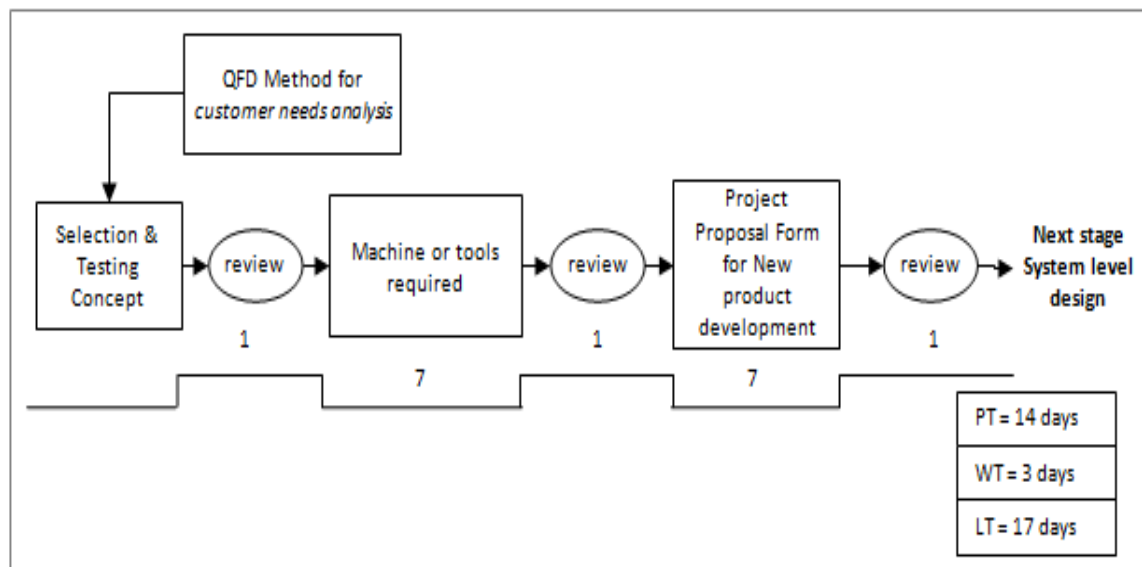 QFD Method for
customer needs analysis
Selection &
Testing
Concept
review
Machine or tools
required
review
Project
Proposal Form
for New
product
development
review
Next stage
System level
design
1
1
1
7
7
PT = 14 days
WT = 3 days
LT = 17 days